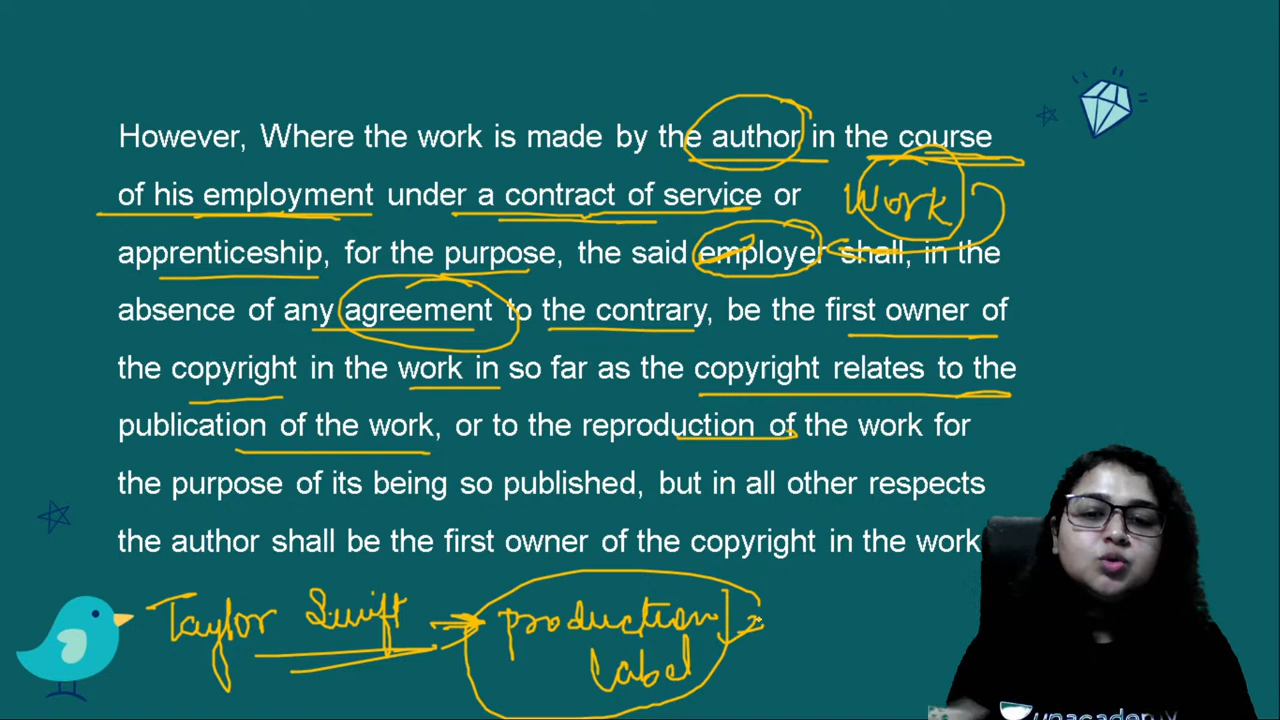 However, Where the work is made by the author in the course
of his employment under a contract of service or
Work
apprenticeship, for the purpose, the said employer shall, in the
absence of any agreement to the contrary, be the first owner of
the copyright in the work in so far as the copyright relates to the
publication of the work, or to the reproduction of the work for
the purpose of its being so published, but in all other respects
the author shall be the first owner of the copyright in the work
Taylor Swift production
label
unacademy